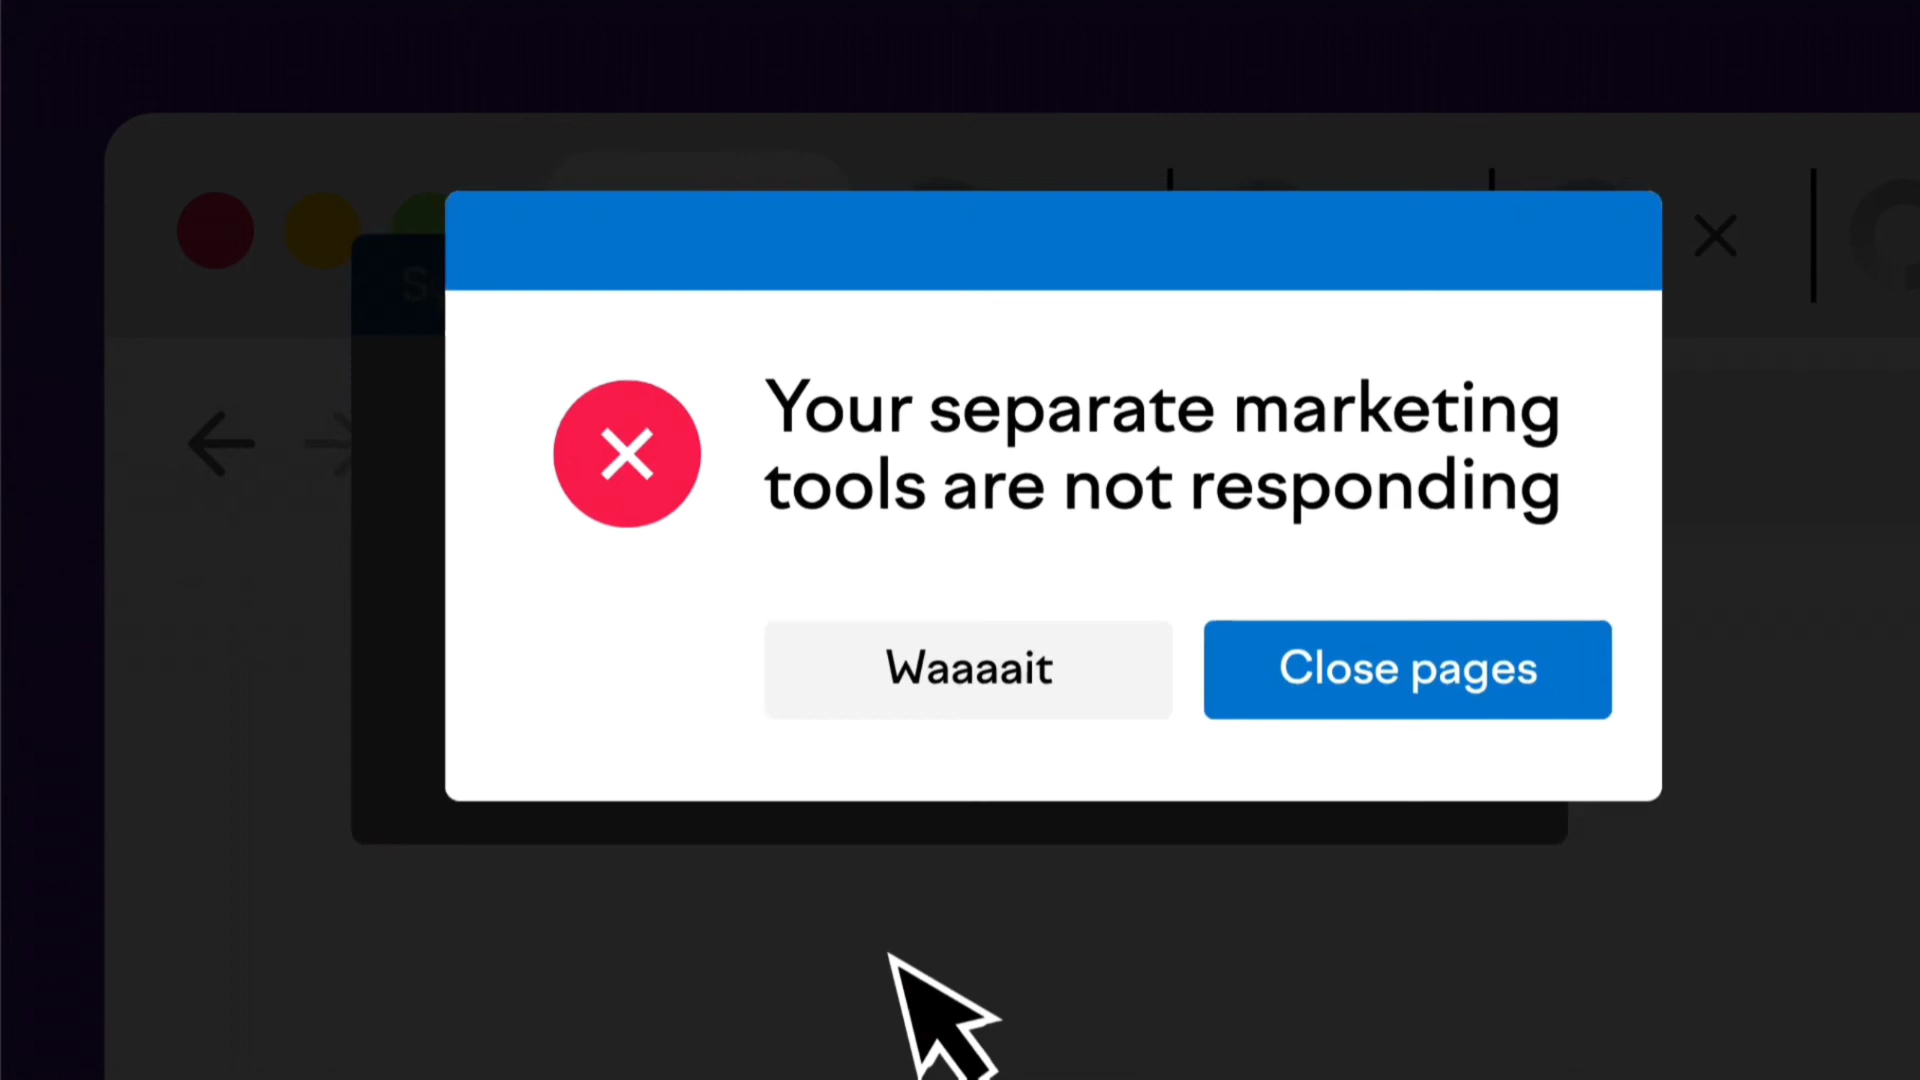 S
Your separate marketing
tools are not responding
Waaaait
Close pages